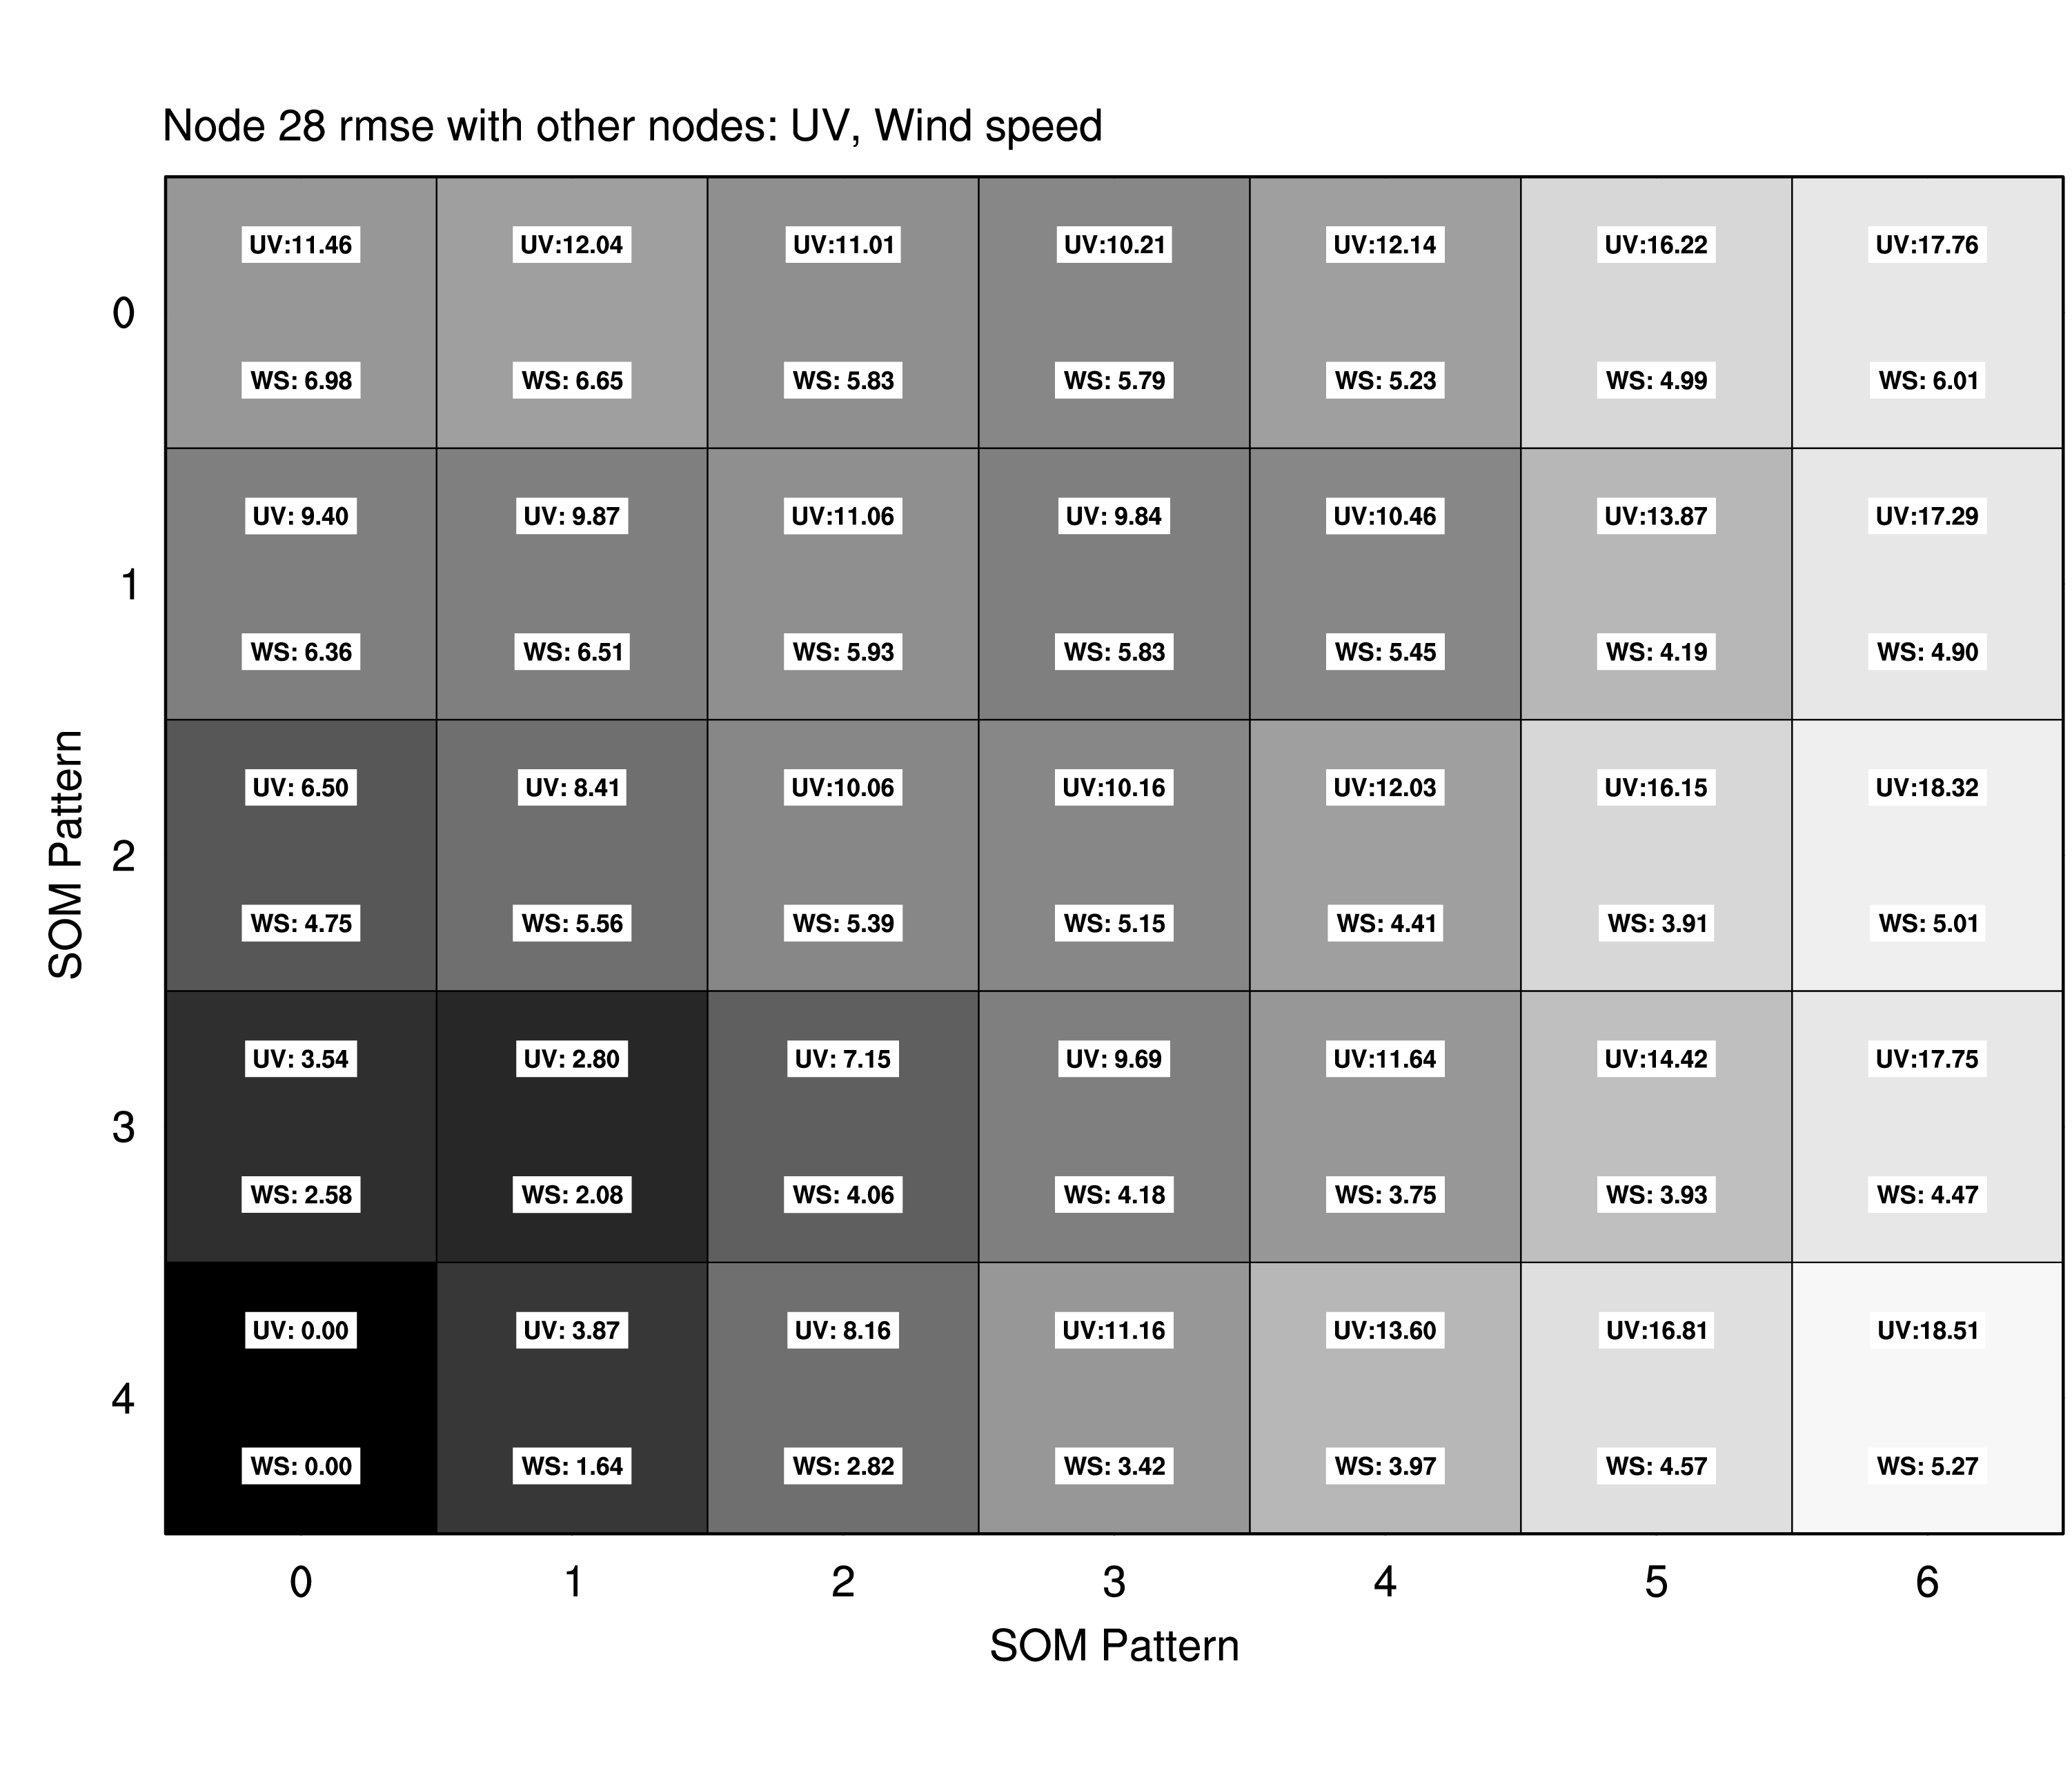 Node 28 rmse with other nodes: UV, Wind speed
UV:11.46 UV:12.04 UV:11.01 UV:10.21 UV:12.14 UV:16.22 UV:17.76
0
WS: 6.98 WS: 6.65 WS: 5.83 WS: 5.79 WS: 5.23 WS: 4.99 WS: 6.01
UV: 9.40 UV: 9.87 UV:11.06 UV: 9.84 UV:10.46 UV:13.87 UV:17.29
1
WS: 6.36 WS: 6.51 WS: 5.93 WS: 5.83 WS: 5.45 WS: 4.19 WS: 4.90
SOM Pattern
UV: 6.50 UV: 8.41 UV:10.06 UV:10.16 UV:12.03 UV:16.15 UV:18.32
2
WS: 4.75 WS: 5.56 WS: 5.39 WS: 5.15 WS: 4.41 WS: 3.91 WS: 5.01
UV: 3.54 UV: 2.80 UV: 7.15 UV: 9.69 UV:11.64 UV:14.42 UV:17.75
3
WS: 2.58 WS: 2.08 WS: 4.06 WS: 4.18 WS: 3.75 WS: 3.93 WS: 4.47
UV: 0.00 UV: 3.87 UV: 8.16 UV:11.16 UV:13.60 UV:16.81 UV:18.51
4
WS: 0.00 WS: 1.64 WS: 2.82 WS: 3.42 WS: 3.97 WS: 4.57 WS: 5.27
0 1 2 3 4 5 6
SOM Pattern